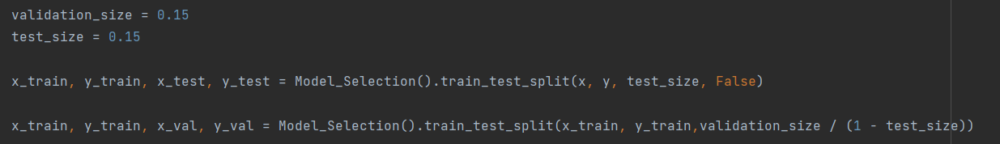 validation_size = 0.15
test_size = 0.15
x_train, y_train, x_test, y_test = Model_Selection().train_test_split(x, y, test_size, False)
x_train, y_train, x_val, y_val = Model_Selection().train_test_split(x_train, y_train,validation_size / (1 - test_size))